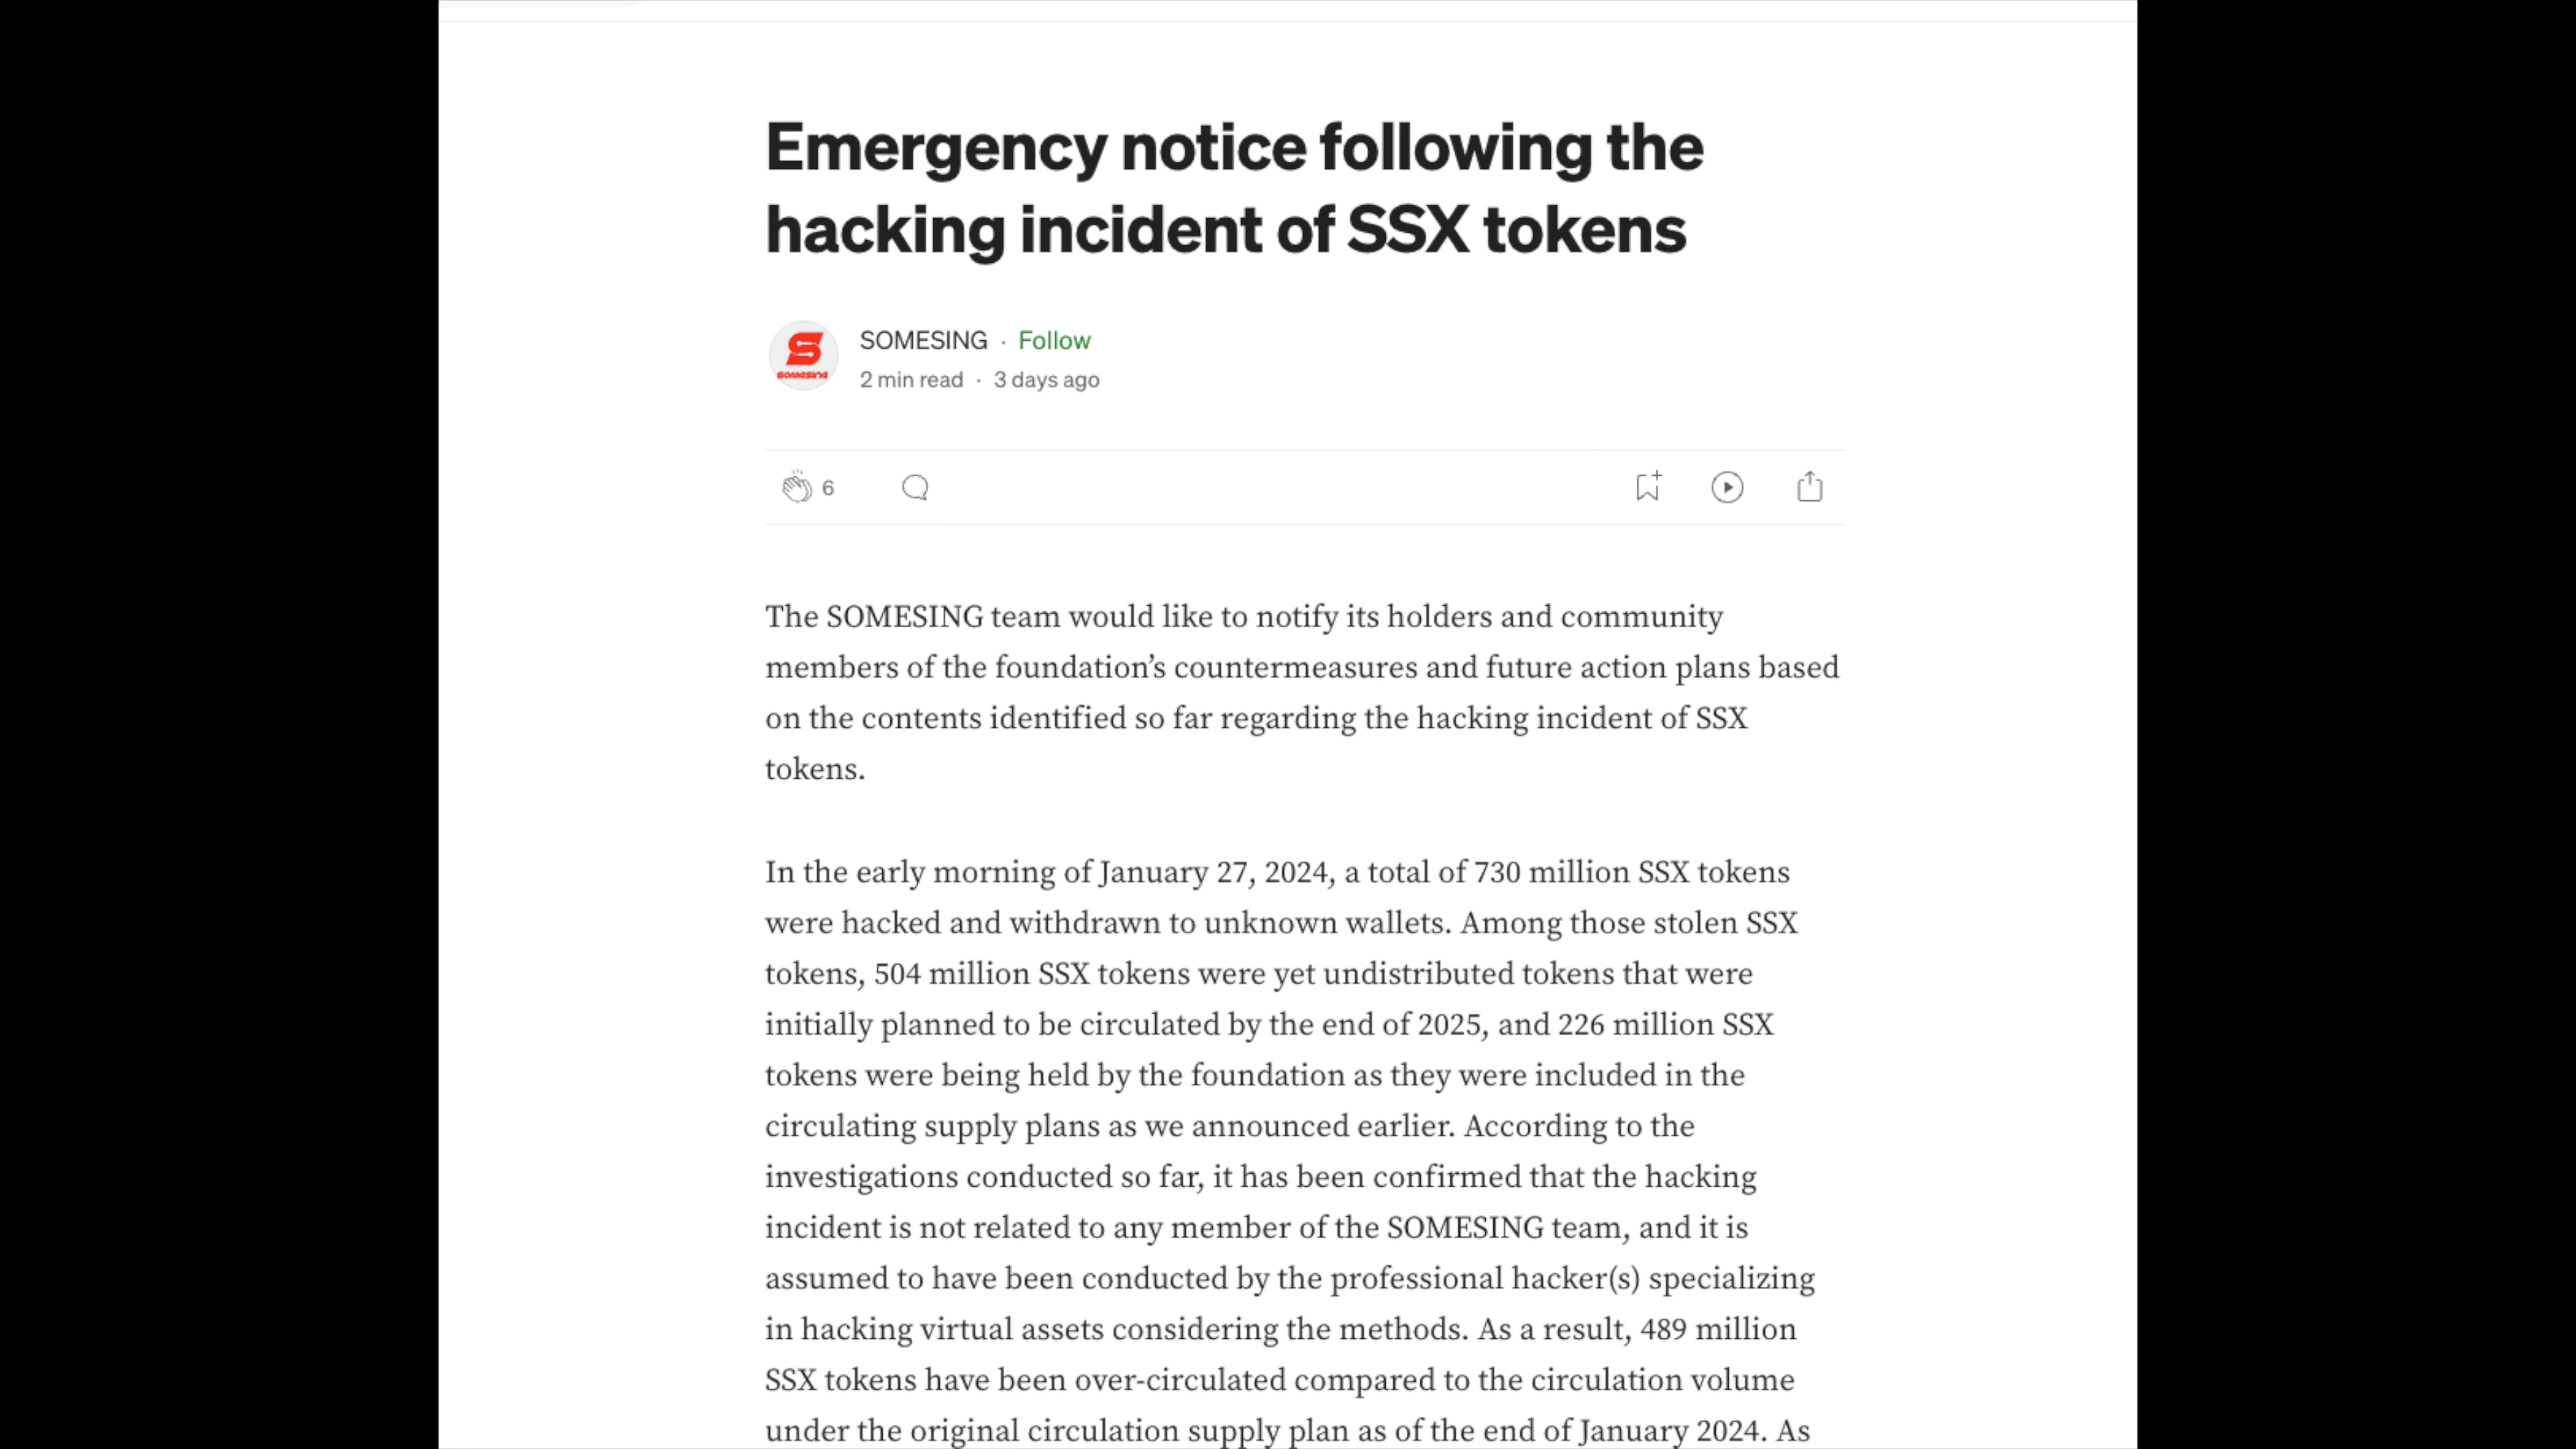 Emergency notice following the
hacking incident of SSX tokens
SOMESING
SOMESING · Follow
2 min read · 3 days ago
6
The SOMESING team would like to notify its holders and community
members of the foundation’s countermeasures and future action plans based
on the contents identified so far regarding the hacking incident of SSX
tokens.
In the early morning of January 27, 2024, a total of 730 million SSX tokens
were hacked and withdrawn to unknown wallets. Among those stolen SSX
tokens, 504 million SSX tokens were yet undistributed tokens that were
initially planned to be circulated by the end of 2025, and 226 million SSX
tokens were being held by the foundation as they were included in the
circulating supply plans as we announced earlier. According to the
investigations conducted so far, it has been confirmed that the hacking
incident is not related to any member of the SOMESING team, and it is
assumed to have been conducted by the professional hacker(s) specializing
in hacking virtual assets considering the methods. As a result, 489 million
SSX tokens have been over-circulated compared to the circulation volume
under the original circulation supply plan as of the end of January 2024. As